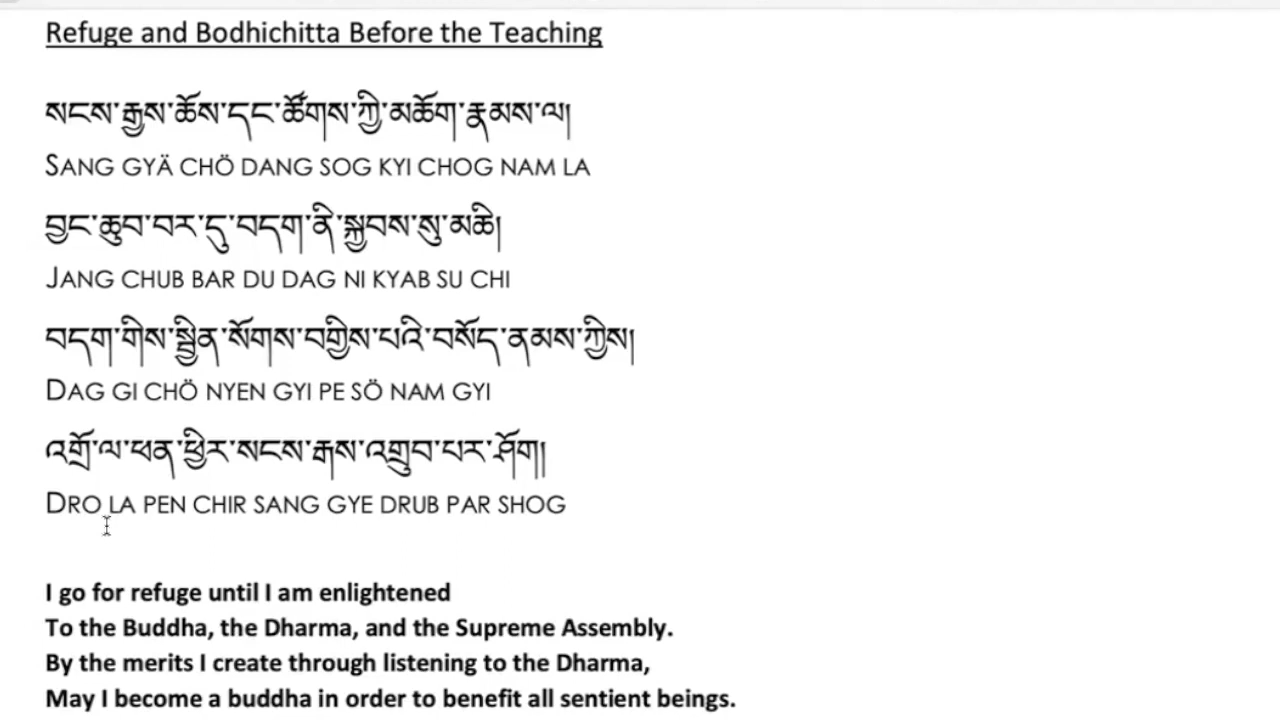 Refuge and Bodhichitta Before the Teaching
སངས་རྒྱས་ཆོས་དང་ཚོགས་ཀྱི་མཆོག་རྣམས་ལ།
SANG GYÄ CHÖ DANG SOG KYI CHOG NAM LA
བྱང་ཆུབ་བར་དུ་བདག་ནི་སྐྱབས་སུ་མཆི།
JANG CHUB BAR DU DAG NI KYAB SU CHI
བདག་གིས་སྦྱིན་སོགས་བགྱིས་པའི་བསོད་ནམས་ཀྱིས།
DAG GI CHÖ NYEN GYI PE SÖ NAM GYI
འགྲོ་ལ་ཕན་ཕྱིར་སངས་རྒས་འགྲུབ་པར་ཤོག།
DRO LA PEN CHIR SANG GYE DRUB PAR SHOG
I go for refuge until I am enlightened
To the Buddha, the Dharma, and the Supreme Assembly.
By the merits I create through listening to the Dharma,
May I become a buddha in order to benefit all sentient beings.